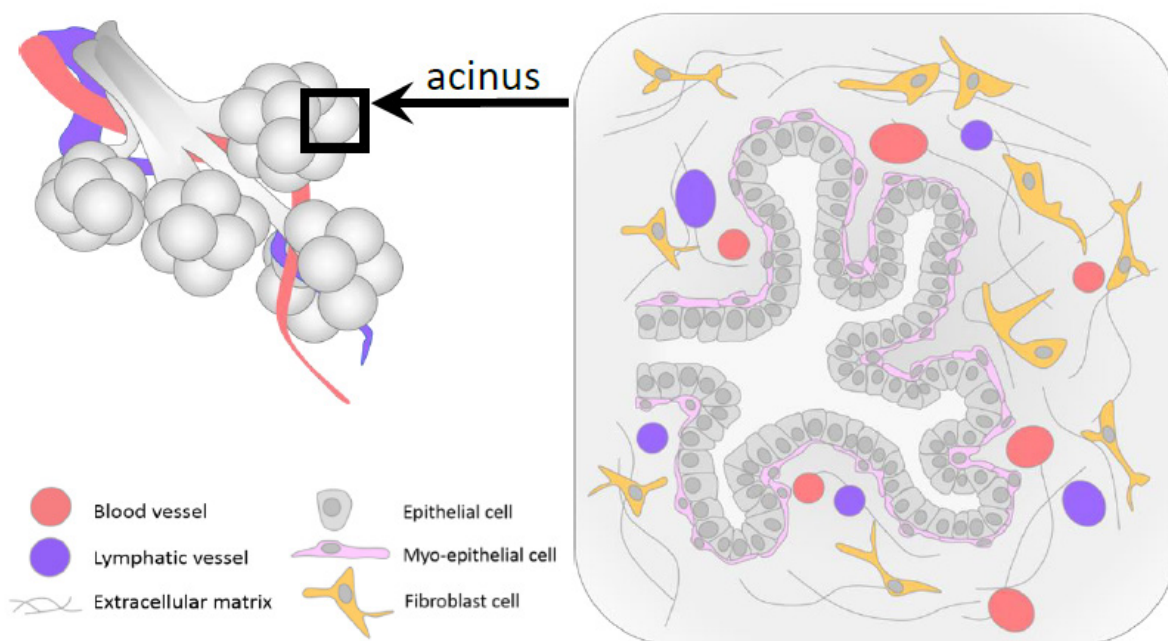 acinus
Blood vessel
Lymphatic vessel
Extracellular matrix
Epithelial cell
Myo-epithelial cell
Fibroblast cell